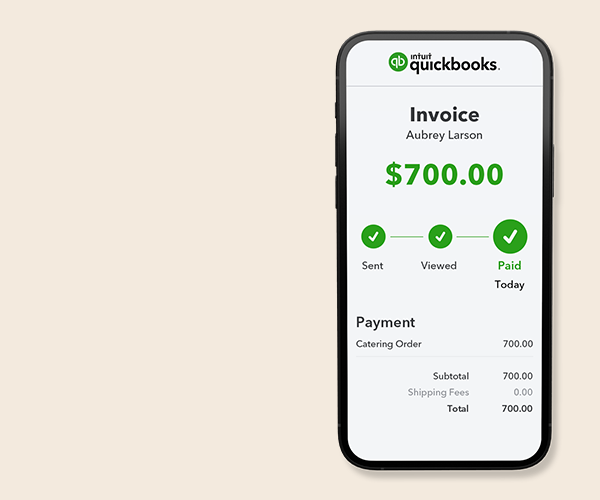 intuit
quickbooks.
Invoice
Aubrey Larson
$700.00
Sent Viewed Paid
Today
Payment
Catering Order 700.00
Subtotal 700.00
Shipping Fees 0.00
Total 700.00